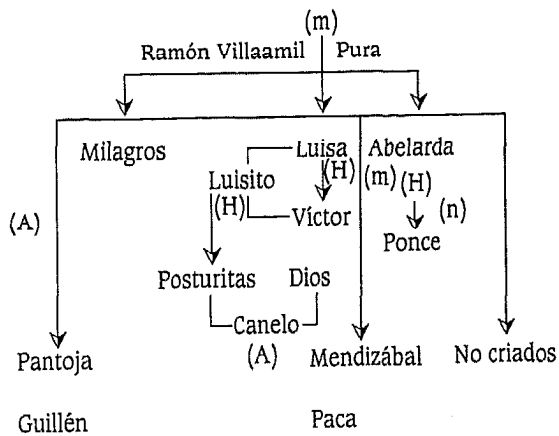 (m)
Ramón Villaamil Pura
Milagros Luisa Abelarda
Luisito (H) (m) (H)
(A) (H) Víctor (n)
Ponce
Posturitas Dios
Canelo
Pantoja (A) Mendizábal No criados
Guillén Paca